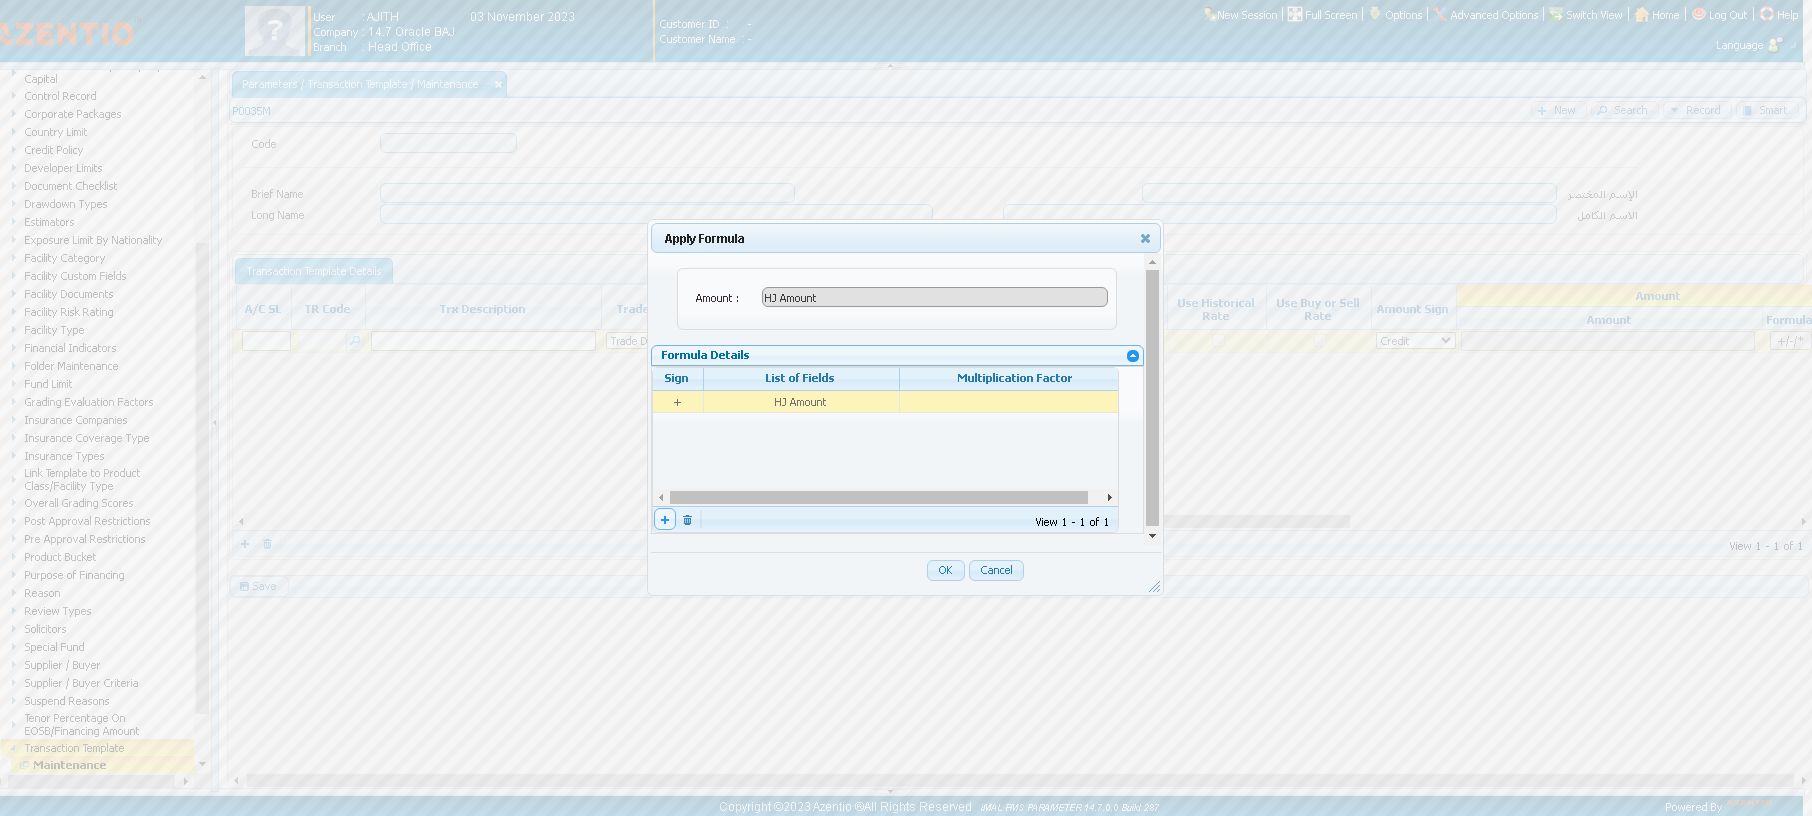 AZENTIO
User : AJITH 03 November 2023
Company : 14.7 Oracle BAJ
Branch : Head Office
Customer ID : -
Customer Name : -
New Session Full Screen Options Advanced Options Switch View Home Log Out Help
Language
Capital
Control Record
Corporate Packages
Country Limit
Credit Policy
Developer Limits
Document Checklist
Drawdown Types
Estimators
Exposure Limit By Nationality
Facility Category
Facility Custom Fields
Facility Documents
Facility Risk Rating
Facility Type
Financial Indicators
Folder Maintenance
Fund Limit
Grading Evaluation Factors
Insurance Companies
Insurance Coverage Type
Insurance Types
Link Template to Product
Class/Facility Type
Overall Grading Scores
Post Approval Restrictions
Pre Approval Restrictions
Product Bucket
Purpose of Financing
Reason
Review Types
Solicitors
Special Fund
Supplier / Buyer
Supplier / Buyer Criteria
Suspend Reasons
Tenor Percentage On
EOSB/Financing Amount
Transaction Template
Maintenance
Parameters / Transaction Template / Maintenance
P0035M
New Search Record Smart
Code
Brief Name
الإسم المختصر
Long Name
الاسم الكامل
Transaction Template Details
A/C SL TR Code Trx Description Trade
Use Historical
Rate
Use Buy or Sell
Rate
Amount Sign
Amount
Amount
Formula
Trade D
Credit
+/-/*
View 1 - 1 of 1
Save
Apply Formula
Amount : HJ Amount
Formula Details
Sign List of Fields Multiplication Factor
+ HJ Amount
View 1 - 1 of 1
OK Cancel
Copyright ©2023 Azentio ®All Rights Reserved IMAL RMS PARAMETER 14.7.0.0 Build 287
Powered By